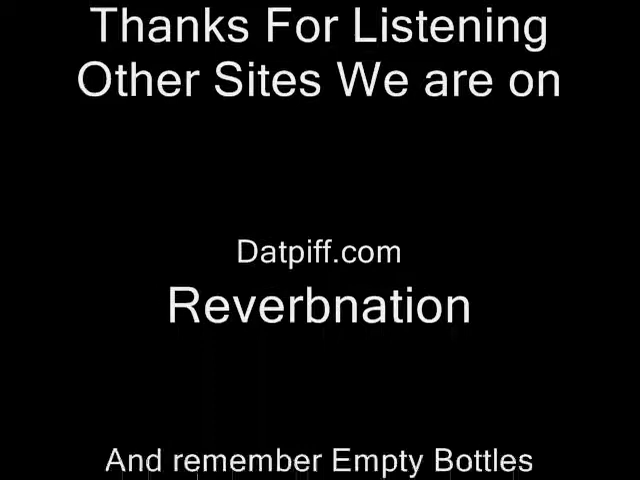 Thanks For Listening
Other Sites We are on
Datpiff.com
Reverbnation
And remember Empty Bottles